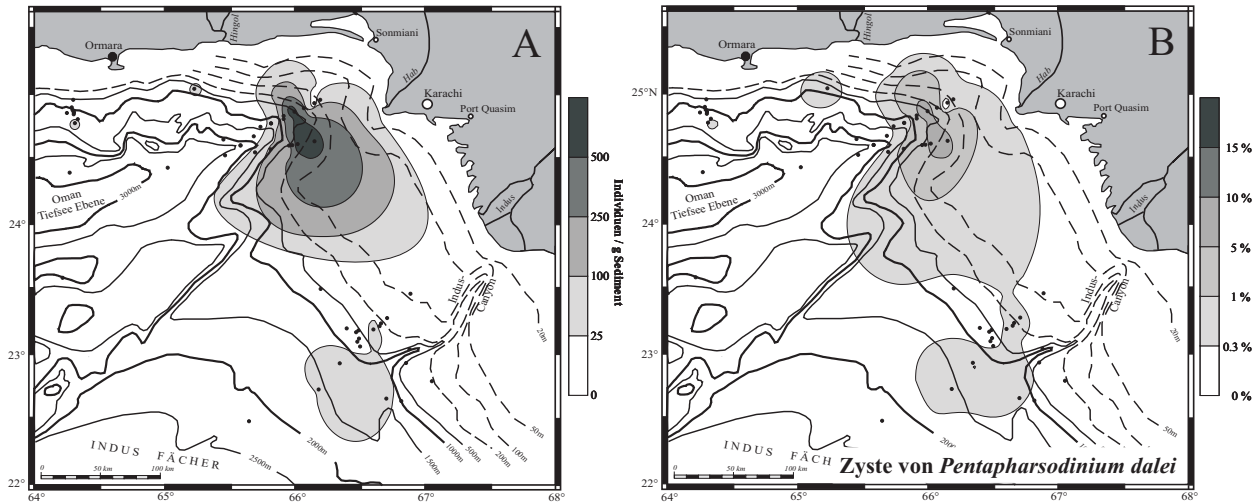 A
Ormara
Hingol
Sonmiani
Hab
Karachi
Port Quasim
Indus
Oman
Tiefsee Ebene
3000m
Indus-
Canyon
20m
50m
100m
200m
500m
1000m
1500m
2000m
2500m
INDUS FÄCHER
0 50 km 100 km
24°
23°
22°
64° 65° 66° 67° 68°
500
250
100
25
0
Individuen / g Sediment
B
Ormara
Hingol
Sonmiani
Hab
Karachi
Port Quasim
Indus
Oman
Tiefsee Ebene
3000m
Indus-
Canyon
20m
50m
200
INDUS FÄCH
0 50 km 100 km
Zyste von Pentapharsodinium dalei
25°N
24°
23°
22°
64° 65° 66° 67° 68°
15 %
10 %
5 %
1 %
0.3 %
0 %